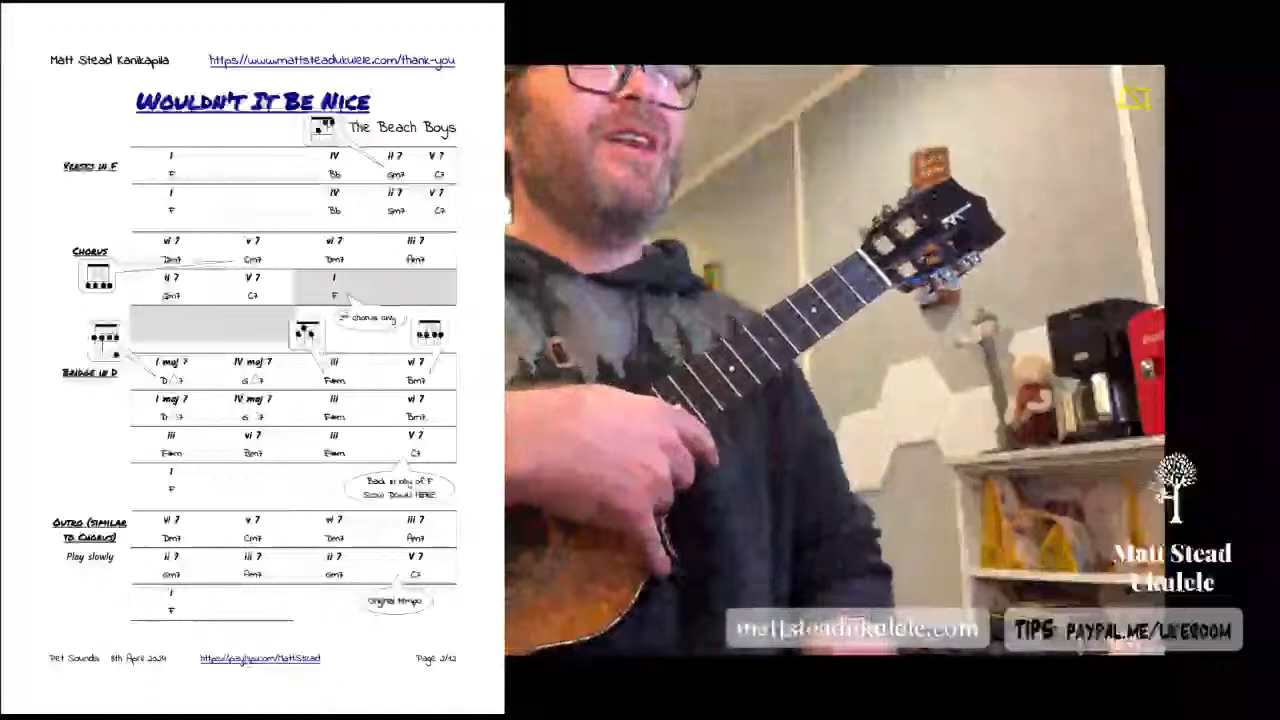 Matt Stead Kanikapila https://www.mattsteadukulele.com/thank-you
Wouldn't It Be Nice
The Beach Boys
Verses in F
I IV ii 7 V 7
F Bb Gm7 C7
I IV ii 7 V 7
F Bb Gm7 C7
Chorus
vi 7 v 7 vi 7 iii 7
Dm7 Cm7 Dm7 Am7
ii 7 V 7 I
Gm7 C7 F
chorus only
Bridge in D
I maj 7 IV maj 7 iii vi 7
D△7 G△7 F#m Bm7
I maj 7 IV maj 7 iii vi 7
D 7 G 7 F#m Bm7
iii vi 7 iii V 7
F#m Bm7 F#m C7
I
F
Back in key of F
SLOW DOWN HERE
Outro (similar to Chorus)
Play slowly
vi 7 v 7 vi 7 iii 7
Dm7 Cm7 Dm7 Am7
ii 7 iii 7 ii 7 V 7
Gm7 Am7 Gm7 C7
Original tempo
I
F
Pet Sounds 8th April 2024 https://payhip.com/MattStead Page 2/12
Matt Stead
Ukulele
mattsteadukulele.com
TIPS: PAYPAL.ME/UKEROOM